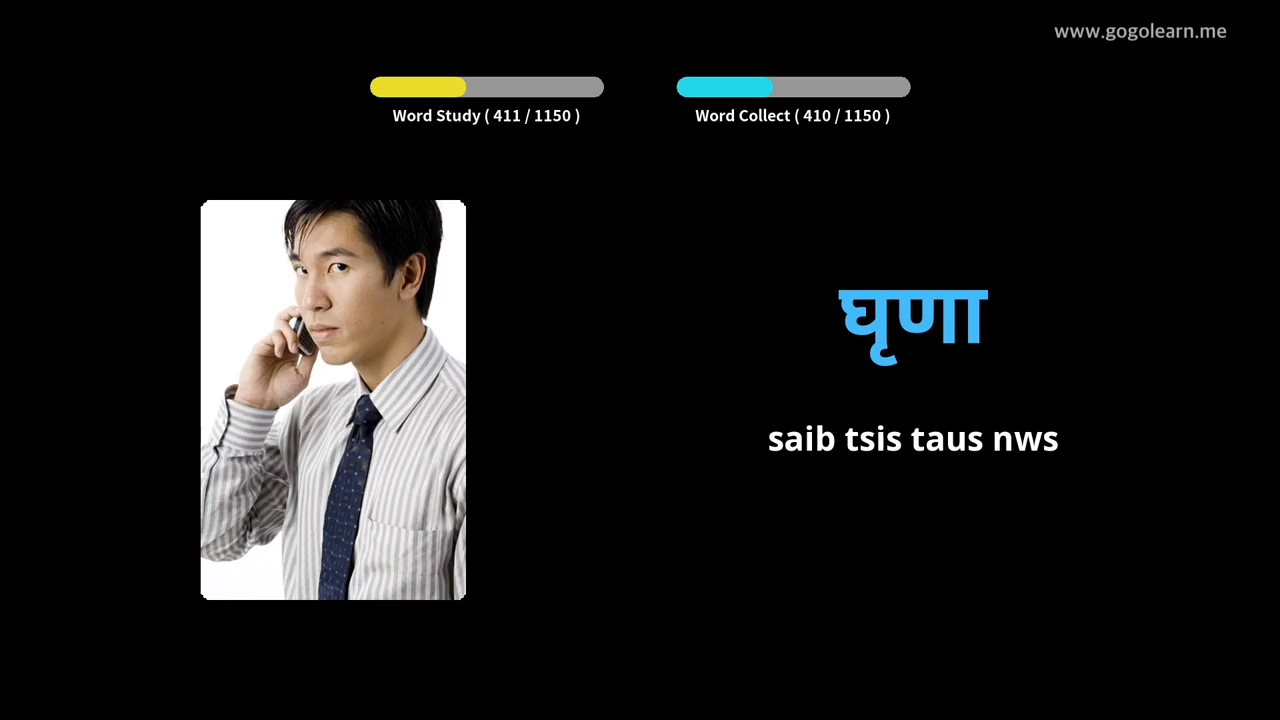 www.gogolearn.me
Word Study ( 411 / 1150 )
Word Collect ( 410 / 1150 )
घृणा
saib tsis taus nws